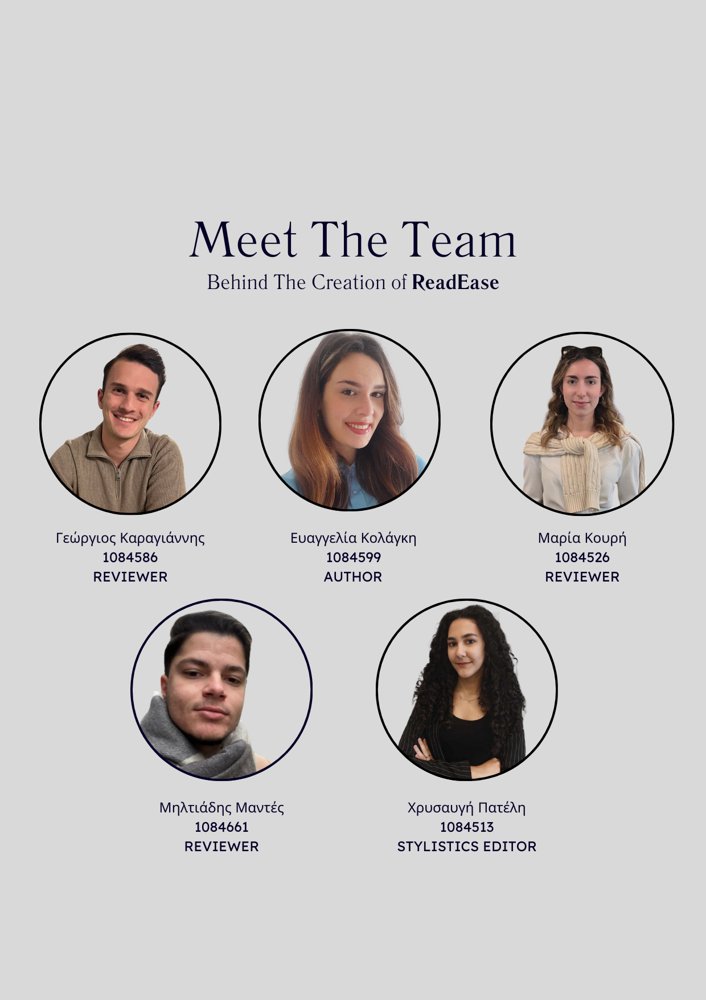 Meet The Team
Behind The Creation of ReadEase
Γεώργιος Καραγιάννης
1084586
REVIEWER
Ευαγγελία Κολάγκη
1084599
AUTHOR
Μαρία Κουρή
1084526
REVIEWER
Μηλτιάδης Μαντές
1084661
REVIEWER
Χρυσαυγή Πατέλη
1084513
STYLISTICS EDITOR